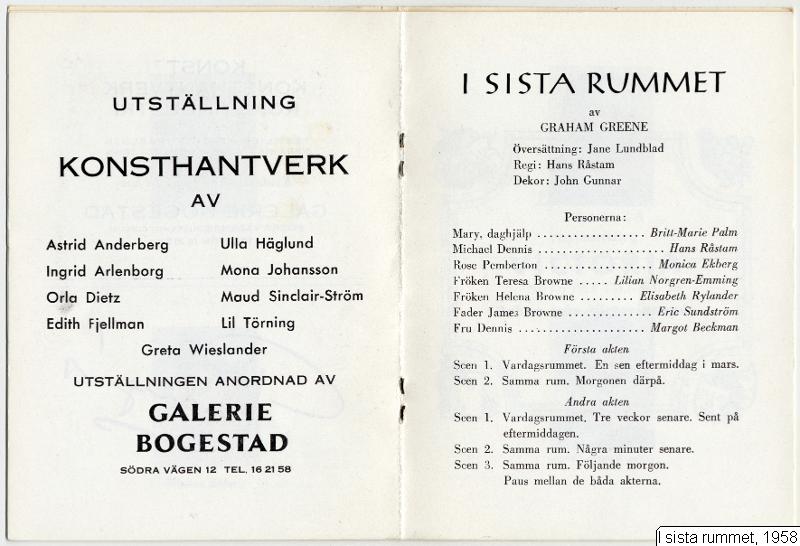 UTSTÄLLNING
KONSTHANTVERK
AV
Astrid Anderberg Ulla Häglund
Ingrid Arlenborg Mona Johansson
Orla Dietz Maud Sinclair-Ström
Edith Fjellman Lil Törning
Greta Wieslander
UTSTÄLLNINGEN ANORDNAD AV
GALERIE
BOGESTAD
SÖDRA VÄGEN 12 TEL. 16 21 58
I SISTA RUMMET
av
GRAHAM GREENE
Översättning: Jane Lundblad
Regi: Hans Råstam
Dekor: John Gunnar
Personerna:
Mary, daghjälp .................. Britt-Marie Palm
Michael Dennis ..................... Hans Råstam
Rose Pemberton .................. Monica Ekberg
Fröken Teresa Browne ..... Lilian Norgren-Emming
Fröken Helena Browne ......... Elisabeth Rylander
Fader James Browne ............. Eric Sundström
Fru Dennis ..................... Margot Beckman
Första akten
Scen 1. Vardagsrummet. En sen eftermiddag i mars.
Scen 2. Samma rum. Morgonen därpå.
Andra akten
Scen 1. Vardagsrummet. Tre veckor senare. Sent på
eftermiddagen.
Scen 2. Samma rum. Några minuter senare.
Scen 3. Samma rum. Följande morgon.
Paus mellan de båda akterna.
I sista rummet, 1958